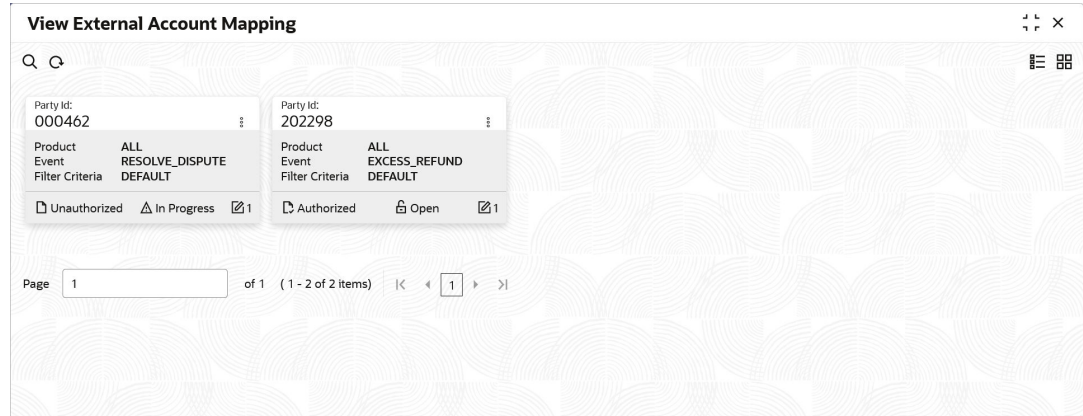 View External Account Mapping
Party Id:
000462
Product ALL
Event RESOLVE_DISPUTE
Filter Criteria DEFAULT
Unauthorized In Progress 1
Party Id:
202298
Product ALL
Event EXCESS_REFUND
Filter Criteria DEFAULT
Authorized Open 1
Page 1 of 1 ( 1 - 2 of 2 items) 1